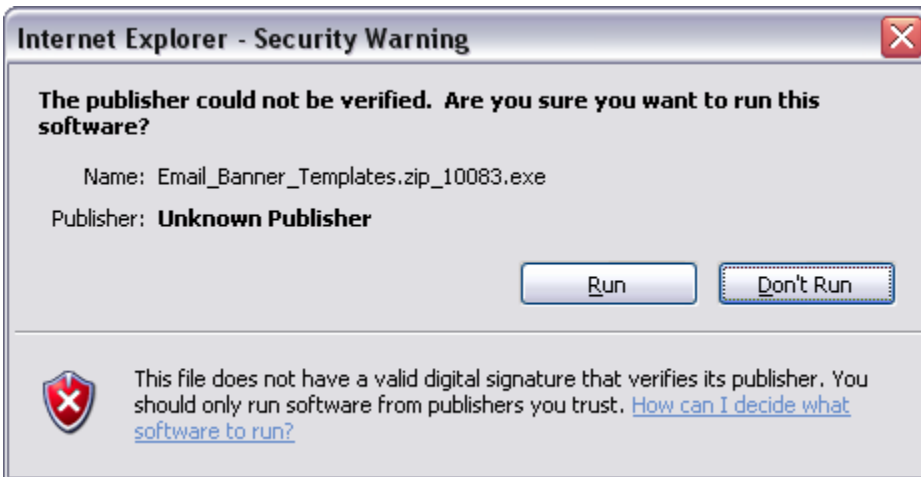 Internet Explorer - Security Warning
The publisher could not be verified.  Are you sure you want to run this
software?
Name: Email_Banner_Templates.zip_10083.exe
Publisher: Unknown Publisher
Run
Don't Run
This file does not have a valid digital signature that verifies its publisher. You
should only run software from publishers you trust. How can I decide what
software to run?